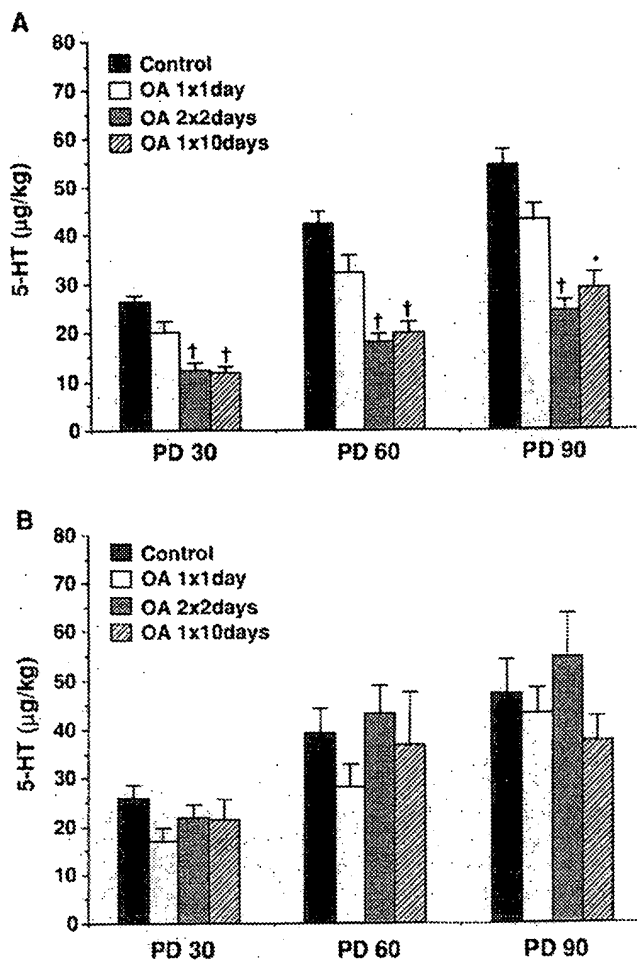 A
80
70
60
50
40
30
20
10
0
5-HT (µg/kg)
Control
OA 1x1day
OA 2x2days
OA 1x10days
† †
† †
† •
PD 30 PD 60 PD 90
B
80
70
60
50
40
30
20
10
0
5-HT (µg/kg)
Control
OA 1x1day
OA 2x2days
OA 1x10days
PD 30 PD 60 PD 90